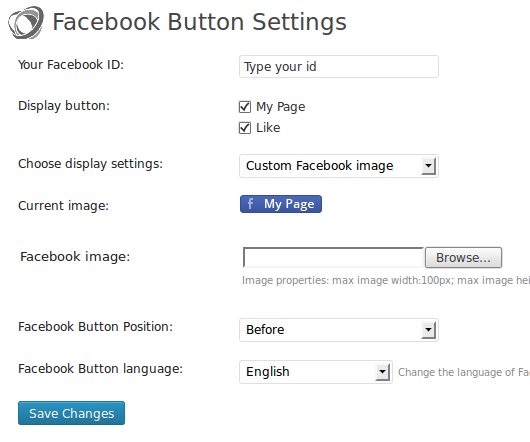 Facebook Button Settings
Your Facebook ID: Type your id
Display button: My Page
Like
Choose display settings: Custom Facebook image
Current image: f My Page
Facebook image: Browse...
Image properties: max image width:100px; max image hei
Facebook Button Position: Before
Facebook Button language: English Change the language of Fa
Save Changes